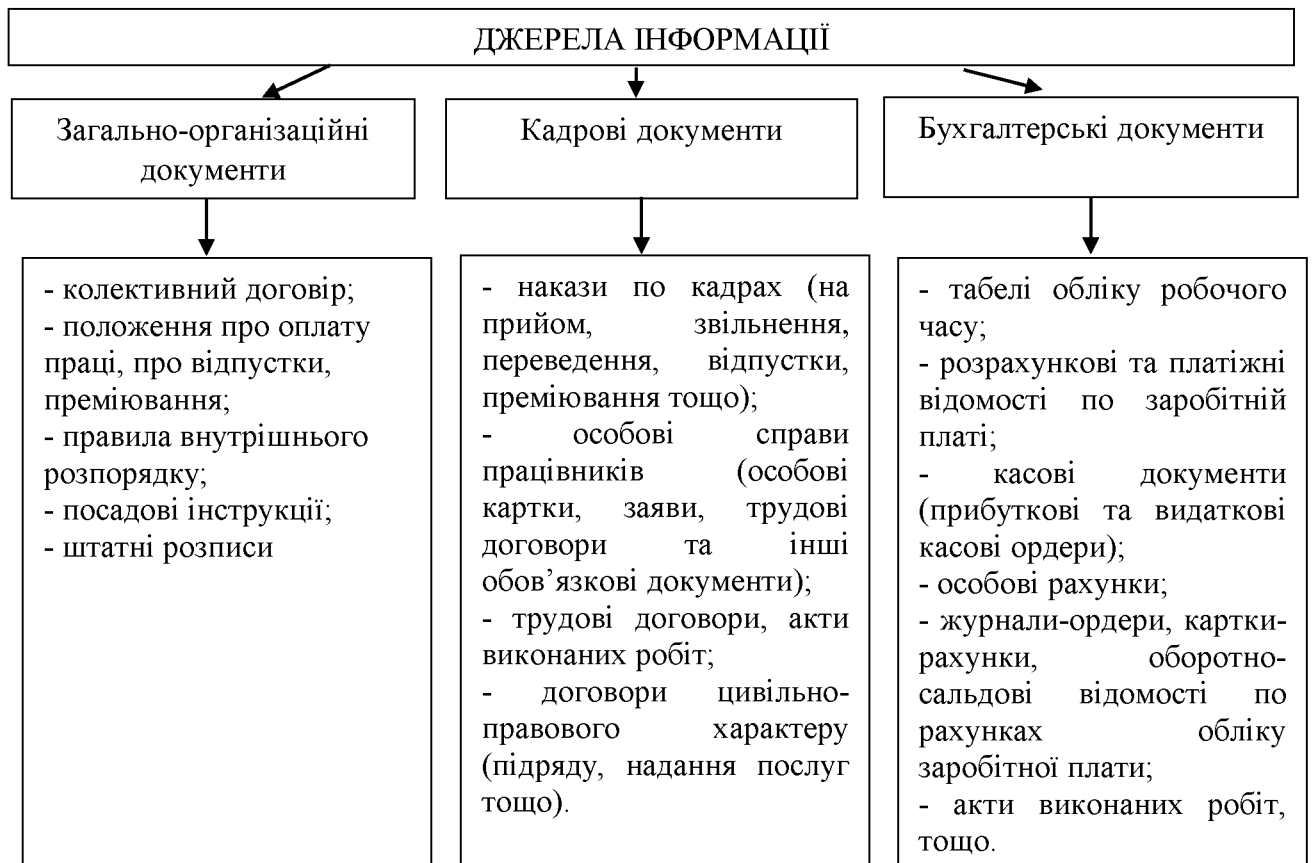 ДЖЕРЕЛА ІНФОРМАЦІЇ
Загально-організаційні
документи
Кадрові документи
Бухгалтерські документи
- колективний договір;
- положення про оплату
праці, про відпустки,
преміювання;
- правила внутрішнього
розпорядку;
- посадові інструкції;
- штатні розписи
- накази по кадрах (на
прийом, звільнення,
переведення, відпустки,
преміювання тощо);
- особові справи
працівників (особові
картки, заяви, трудові
договори та інші
обов’язкові документи);
- трудові договори, акти
виконаних робіт;
- договори цивільно-
правового характеру
(підряду, надання послуг
тощо).
- табелі обліку робочого
часу;
- розрахункові та платіжні
відомості по заробітній
платі;
- касові документи
(прибуткові та видаткові
касові ордери);
- особові рахунки;
- журнали-ордери, картки-
рахунки, оборотно-
сальдові відомості по
рахунках обліку
заробітної плати;
- акти виконаних робіт,
тощо.